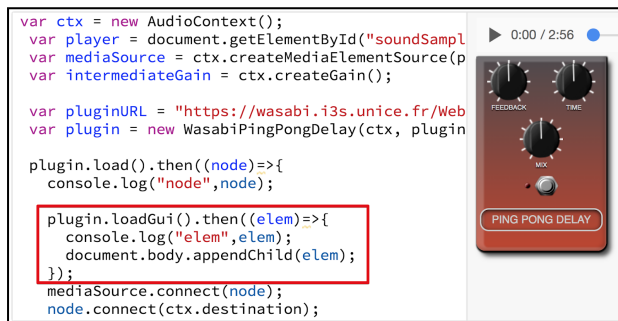 var ctx = new AudioContext();
var player = document.getElementById("soundSampl
var mediaSource = ctx.createMediaElementSource(p
var intermediateGain = ctx.createGain();
var pluginURL = "https://wasabi.i3s.unice.fr/Web
var plugin = new WasabiPingPongDelay(ctx, plugin
plugin.load().then((node)=>{
console.log("node",node);
plugin.loadGui().then((elem)=>{
console.log("elem",elem);
document.body.appendChild(elem);
});
mediaSource.connect(node);
node.connect(ctx.destination);
0:00 / 2:56
FEEDBACK TIME
MIX
PING PONG DELAY